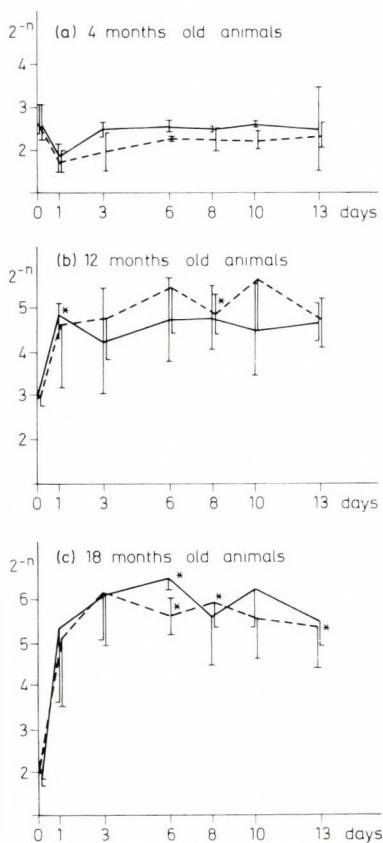 2-n (a) 4 months old animals
4
3
2
0 1 3 6 8 10 13 days
2-n (b) 12 months old animals
5 *
*
4
3
2
0 1 3 6 8 10 13 days
2-n (c) 18 months old animals
6 * * *
5 *
4
3
2
0 1 3 6 8 10 13 days